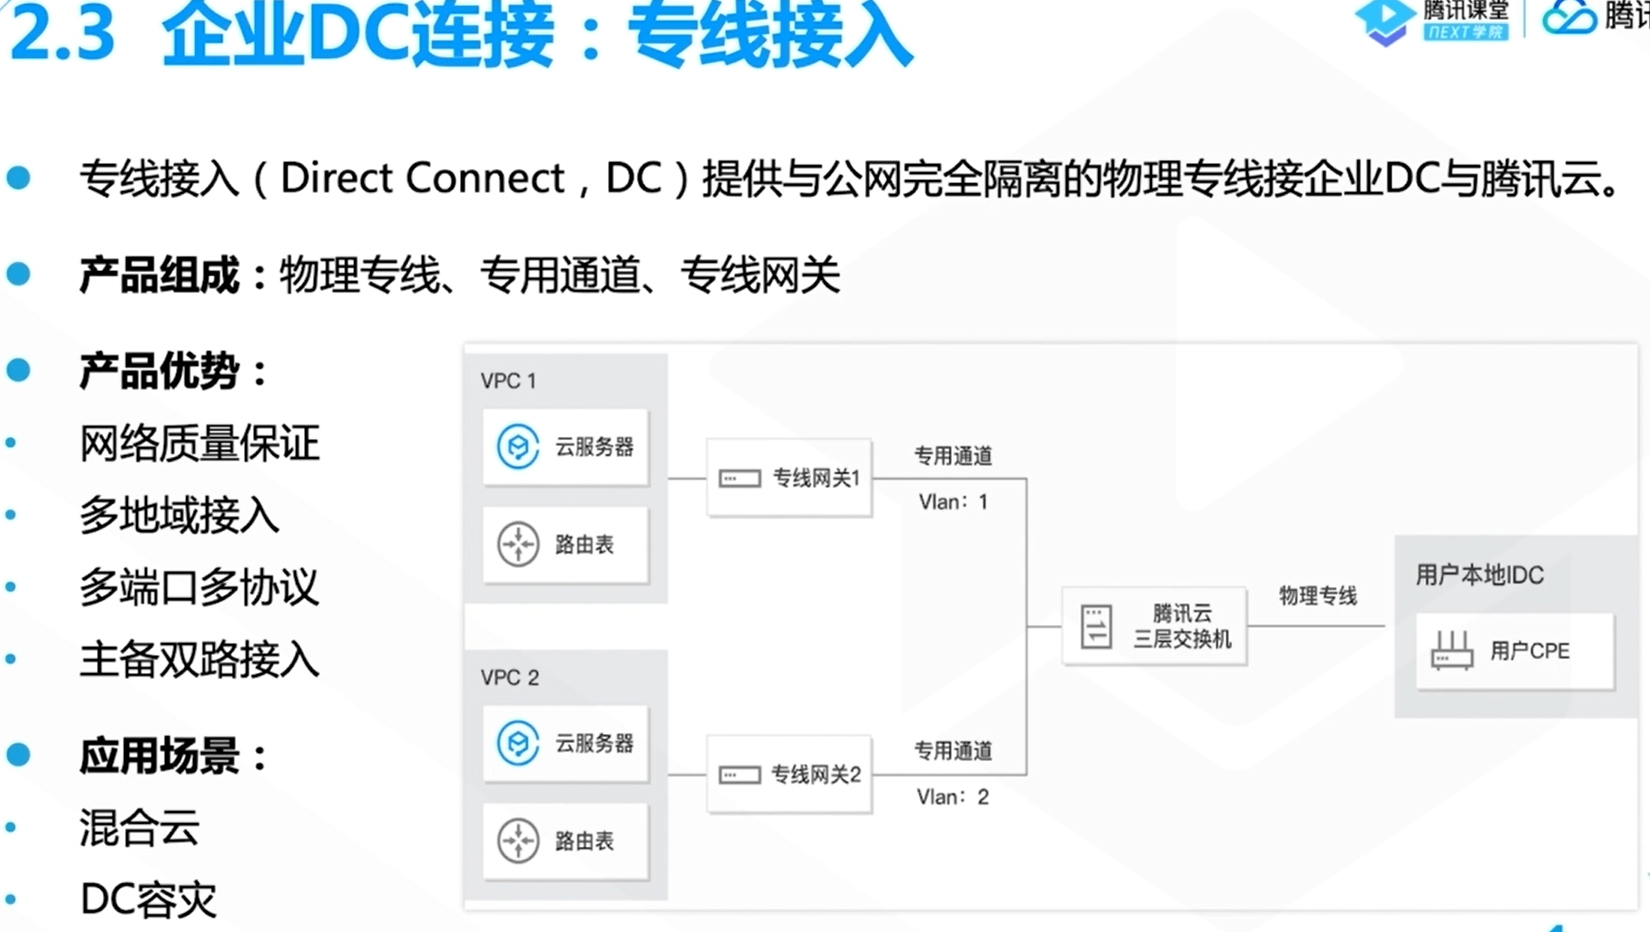 2.3 企业DC连接：专线接入
腾讯课堂
NEXT学院
腾讯
专线接入（Direct Connect，DC）提供与公网完全隔离的物理专线接企业DC与腾讯云。
产品组成：物理专线、专用通道、专线网关
产品优势：
网络质量保证
多地域接入
多端口多协议
主备双路接入
应用场景：
混合云
DC容灾
VPC 1
云服务器
路由表
专线网关1
专用通道
Vlan：1
VPC 2
云服务器
路由表
专线网关2
专用通道
Vlan：2
腾讯云
三层交换机
物理专线
用户本地IDC
用户CPE